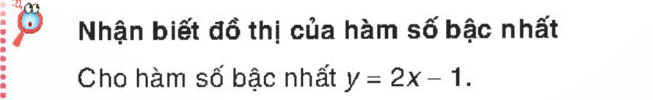 Nhận biết đồ thị của hàm số bậc nhất
Cho hàm số bậc nhất y = 2x – 1.